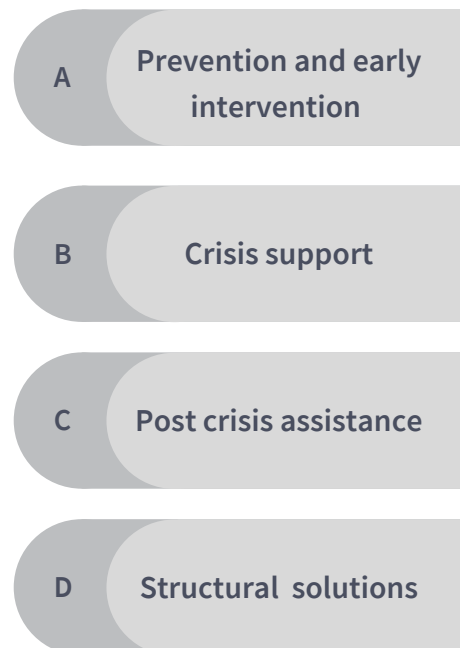 A
Prevention and early
intervention
B
Crisis support
C
Post crisis assistance
D
Structural  solutions